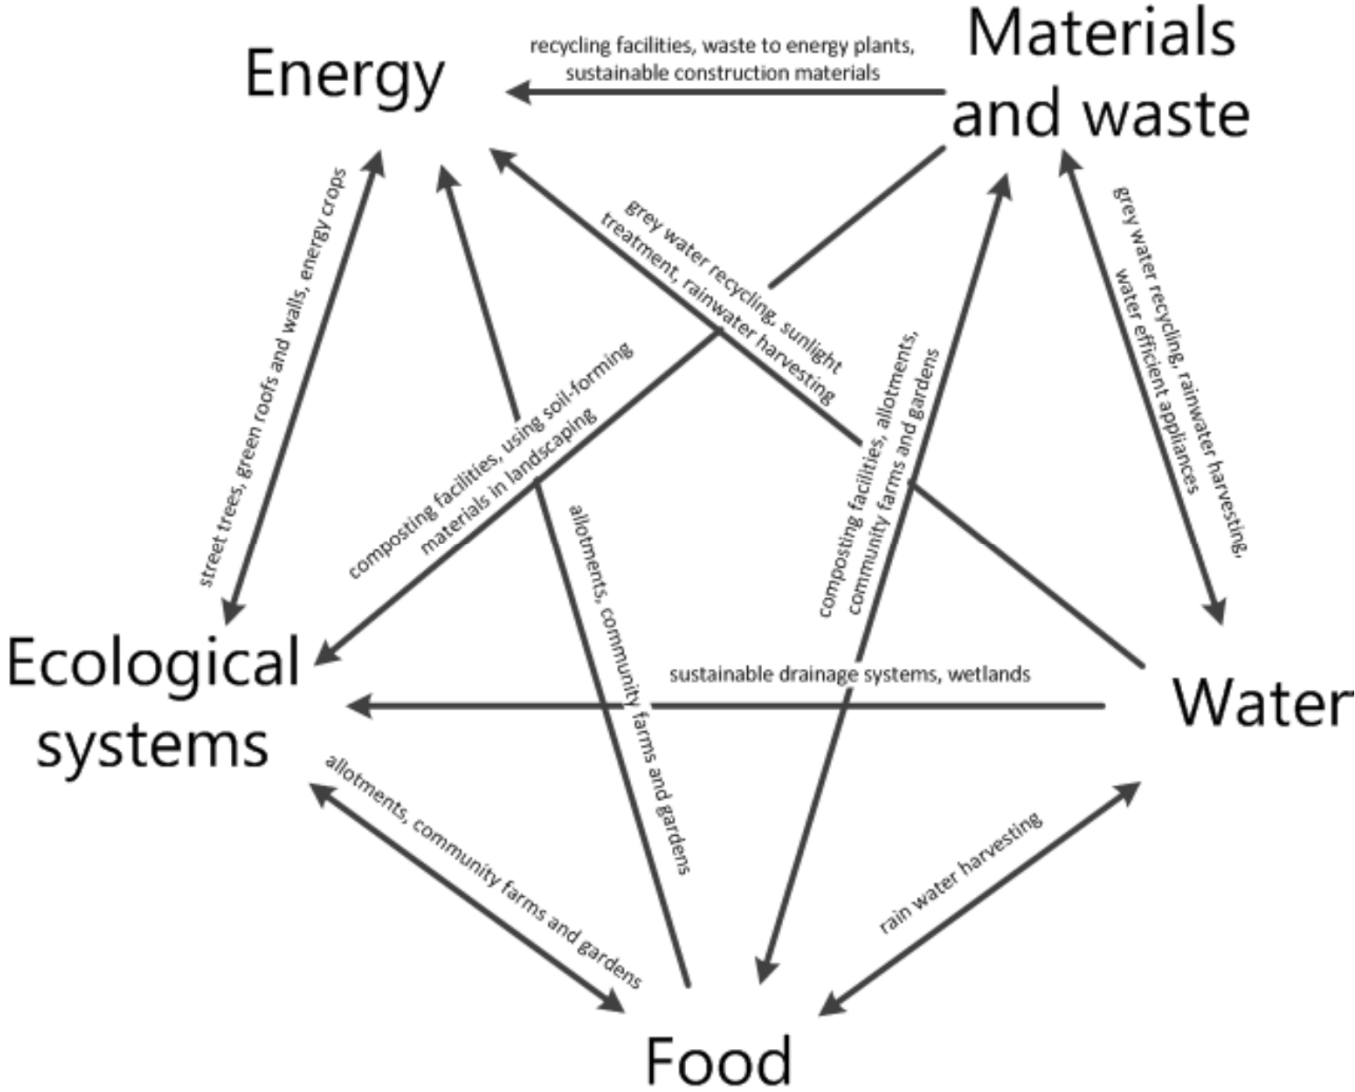 Energy
Materials
and waste
recycling facilities, waste to energy plants,
sustainable construction materials
street trees, green roofs and walls, energy crops
grey water recycling, sunlight
treatment, rainwater harvesting
grey water recycling, rainwater harvesting,
water efficient appliances
composting facilities, using soil-forming
materials in landscaping
composting facilities, allotments,
community farms and gardens
allotments, community farms and gardens
Ecological
systems
sustainable drainage systems, wetlands
Water
allotments, community farms and gardens
rain water harvesting
Food